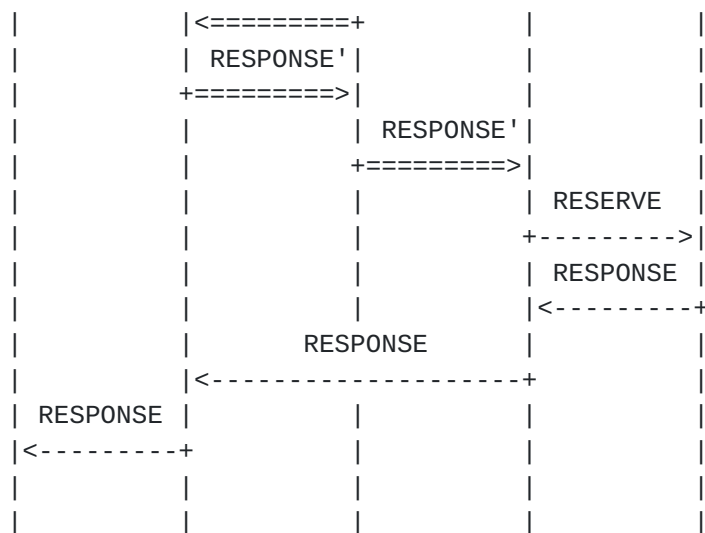 |          |<=========+          |          |
|          | RESPONSE'|          |          |
|          +=========>|          |          |
|          |          | RESPONSE'|          |
|          |          +=========>|          |
|          |          |          | RESERVE  |
|          |          |          +--------->|
|          |          |          | RESPONSE |
|          |          |          |<---------+
|          |       RESPONSE      |          |
|          |<--------------------+          |
| RESPONSE |          |          |          |
|<---------+          |          |          |
|          |          |          |          |
|          |          |          |          |